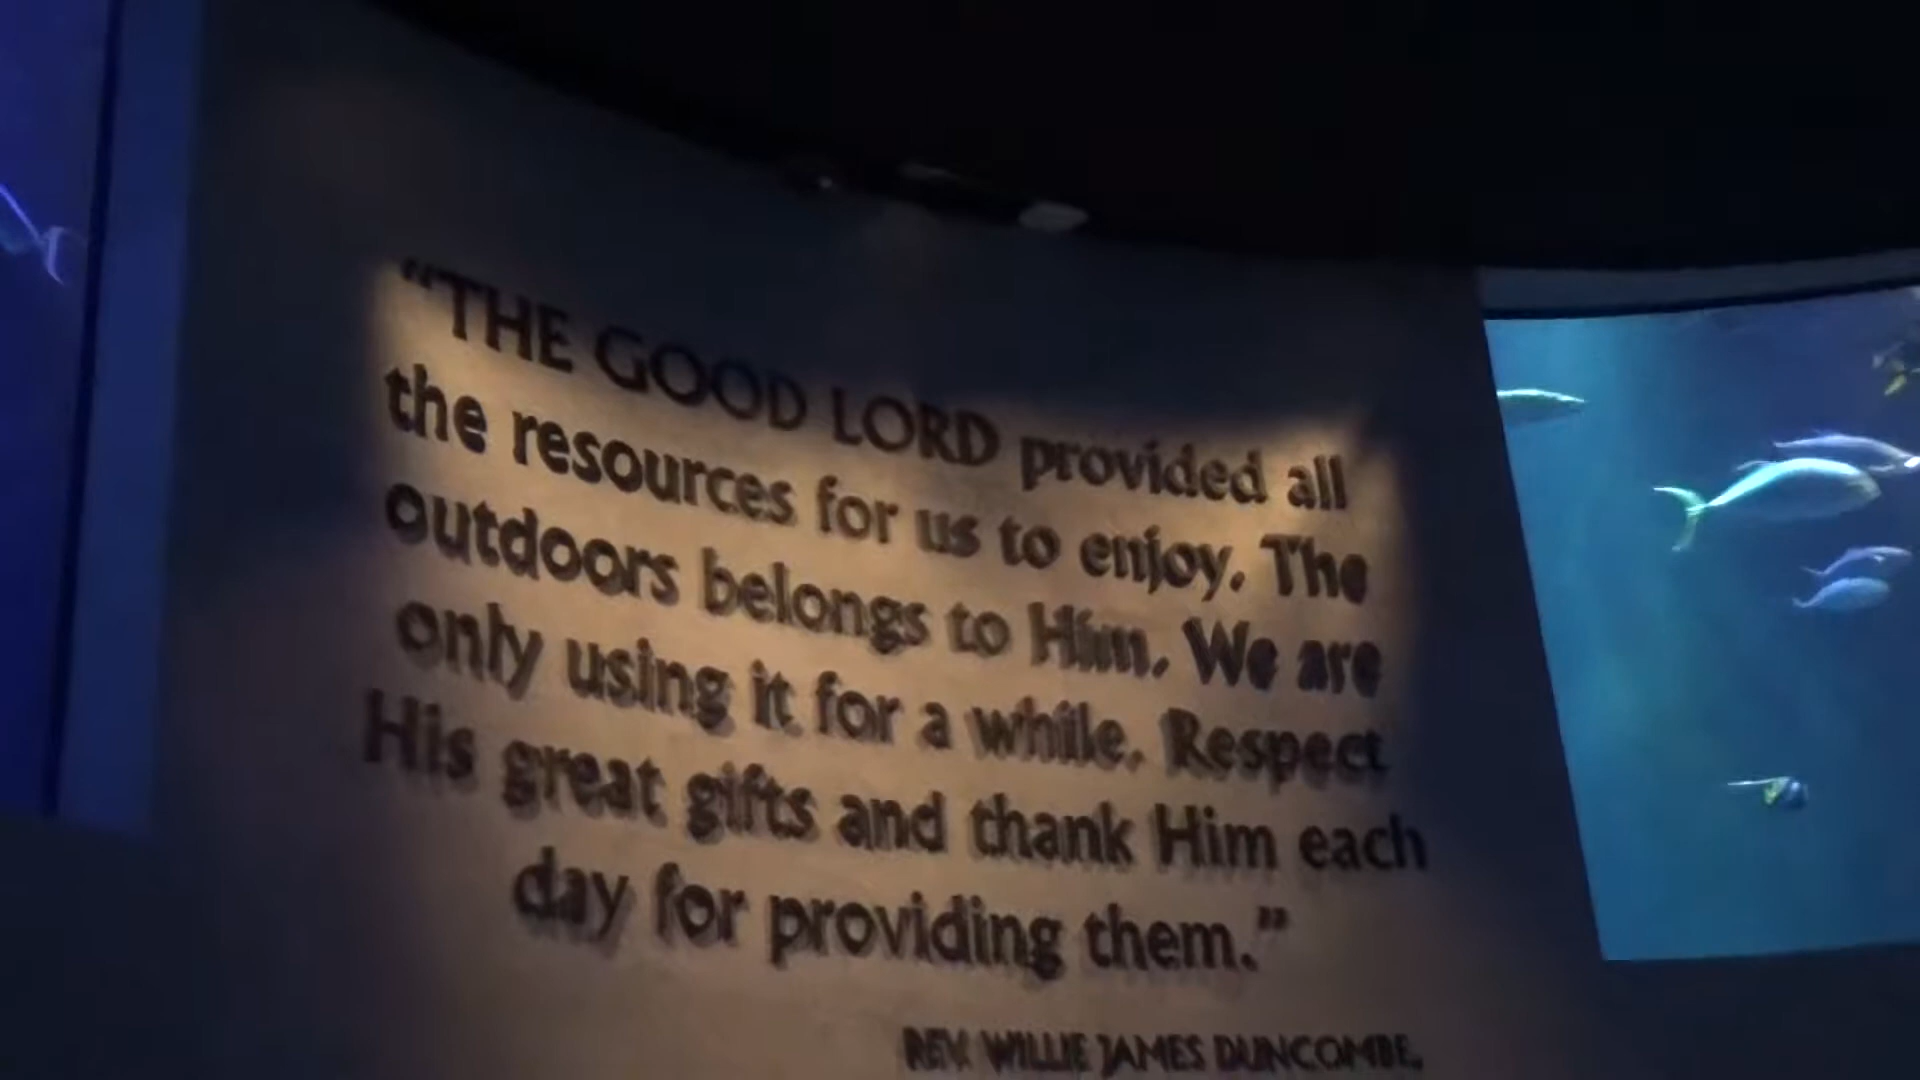 “THE GOOD LORD provided all
the resources for us to enjoy. The
outdoors belongs to Him. We are
only using it for a while. Respect
His great gifts and thank Him each
day for providing them.”
REV. WILLIE JAMES DUNCOMBE,